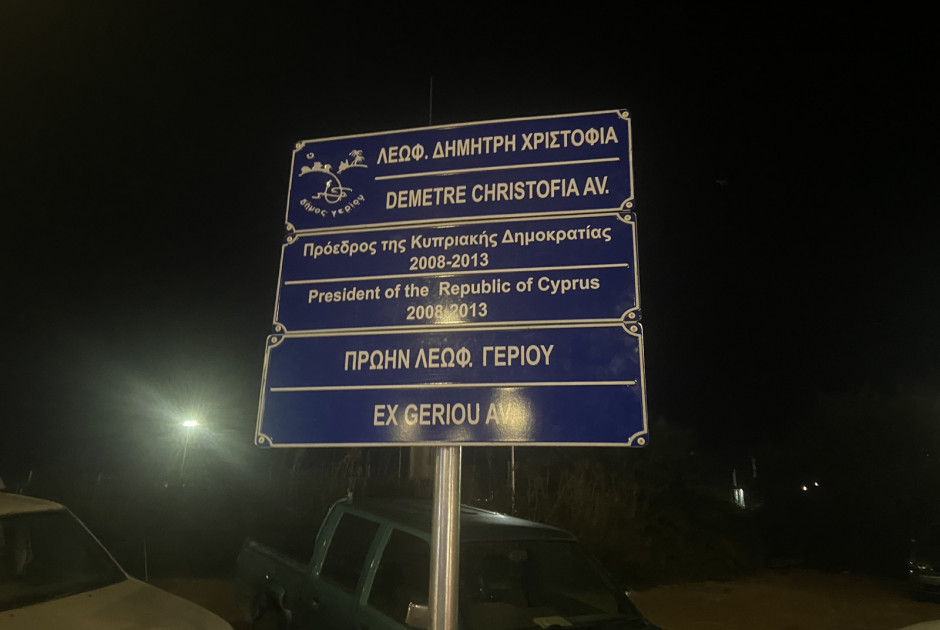 ΛΕΩΦ. ΔΗΜΗΤΡΗ ΧΡΙΣΤΟΦΙΑ
DEMETRE CHRISTOFIA AV.
δήμος γερίου
Πρόεδρος της Κυπριακής Δημοκρατίας
2008-2013
President of the Republic of Cyprus
2008-2013
ΠΡΩΗΝ ΛΕΩΦ. ΓΕΡΙΟΥ
EX GERIOU AV.